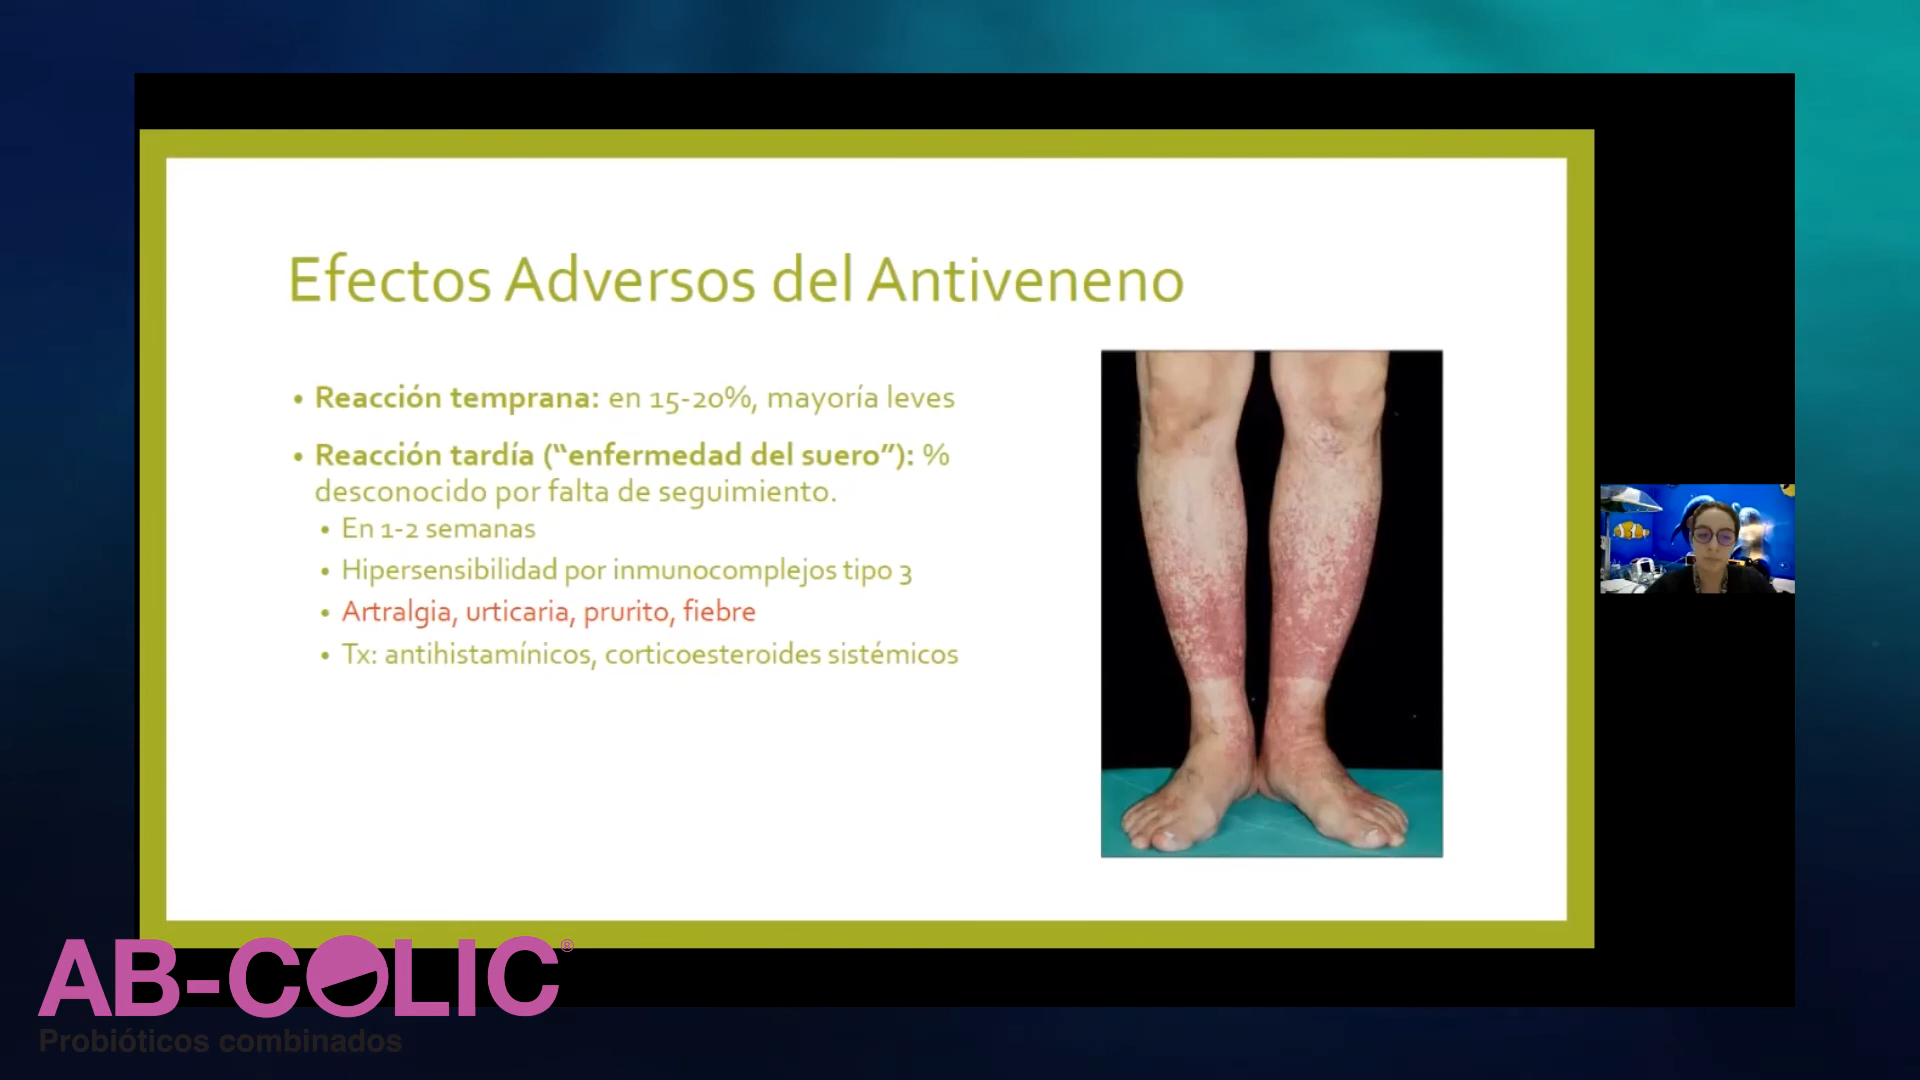 Efectos Adversos del Antiveneno
• Reacción temprana: en 15-20%, mayoría leves
• Reacción tardía (“enfermedad del suero”): %
desconocido por falta de seguimiento.
• En 1-2 semanas
• Hipersensibilidad por inmunocomplejos tipo 3
• Artralgia, urticaria, prurito, fiebre
• Tx: antihistamínicos, corticoesteroides sistémicos
AB-COLIC®
Probióticos combinados